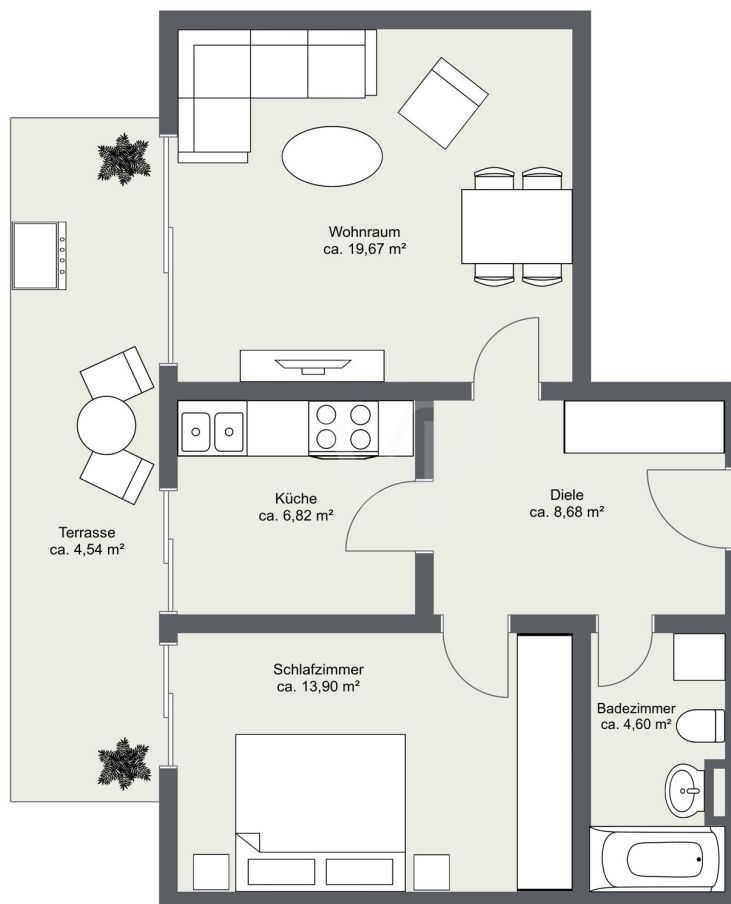 Wohnraum
ca. 19,67 m²
Küche
ca. 6,82 m²
Diele
ca. 8,68 m²
Terrasse
ca. 4,54 m²
Schlafzimmer
ca. 13,90 m²
Badezimmer
ca. 4,60 m²